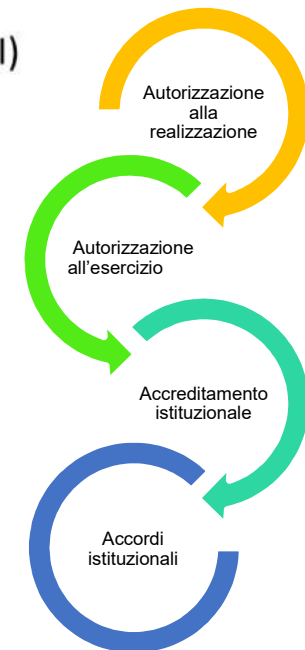 Autorizzazione
alla
realizzazione
Autorizzazione
all'esercizio
Accreditamento
istituzionale
Accordi
istituzionali